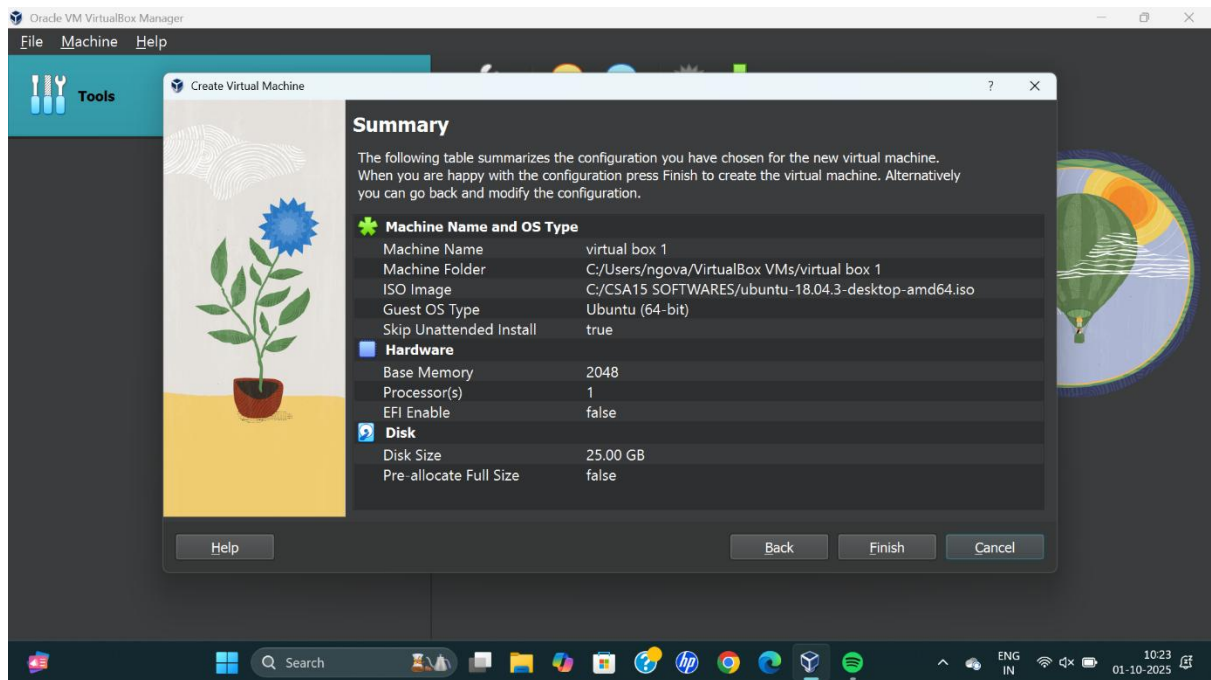 Oracle VM VirtualBox Manager
File Machine Help
Tools
Create Virtual Machine
?
Summary
The following table summarizes the configuration you have chosen for the new virtual machine.
When you are happy with the configuration press Finish to create the virtual machine. Alternatively
you can go back and modify the configuration.
Machine Name and OS Type
Machine Name virtual box 1
Machine Folder C:/Users/ngova/VirtualBox VMs/virtual box 1
ISO Image C:/CSA15 SOFTWARES/ubuntu-18.04.3-desktop-amd64.iso
Guest OS Type Ubuntu (64-bit)
Skip Unattended Install true
Hardware
Base Memory 2048
Processor(s) 1
EFI Enable false
Disk
Disk Size 25.00 GB
Pre-allocate Full Size false
Help Back Finish Cancel
Search
hp
ENG
IN
10:23
01-10-2025